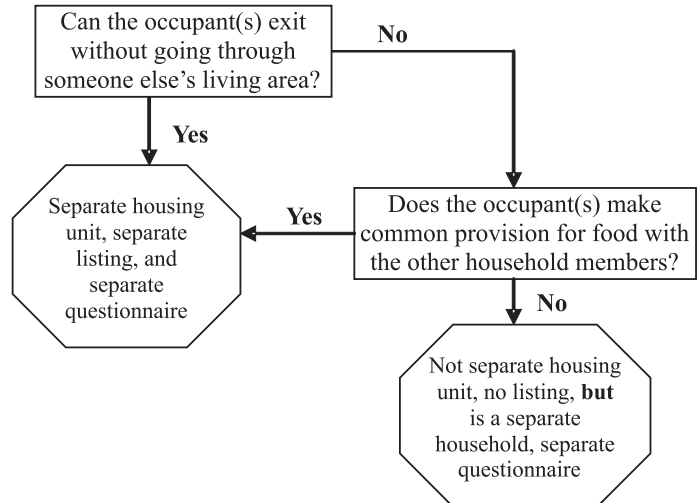 Can the occupant(s) exit
without going through
someone else’s living area?
No
Yes
Separate housing
unit, separate
listing, and
separate
questionnaire
Yes
Does the occupant(s) make
common provision for food with
the other household members?
No
Not separate housing
unit, no listing, but
is a separate
household, separate
questionnaire